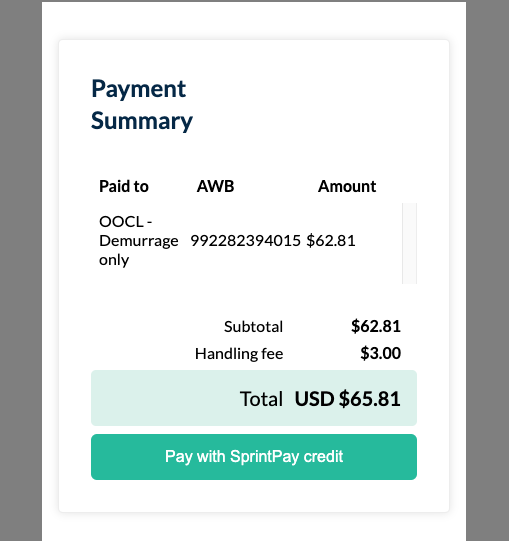 Payment
Summary
Paid to AWB Amount
OOCL -
Demurrage 992282394015 $62.81
only
Subtotal $62.81
Handling fee $3.00
Total USD $65.81
Pay with SprintPay credit